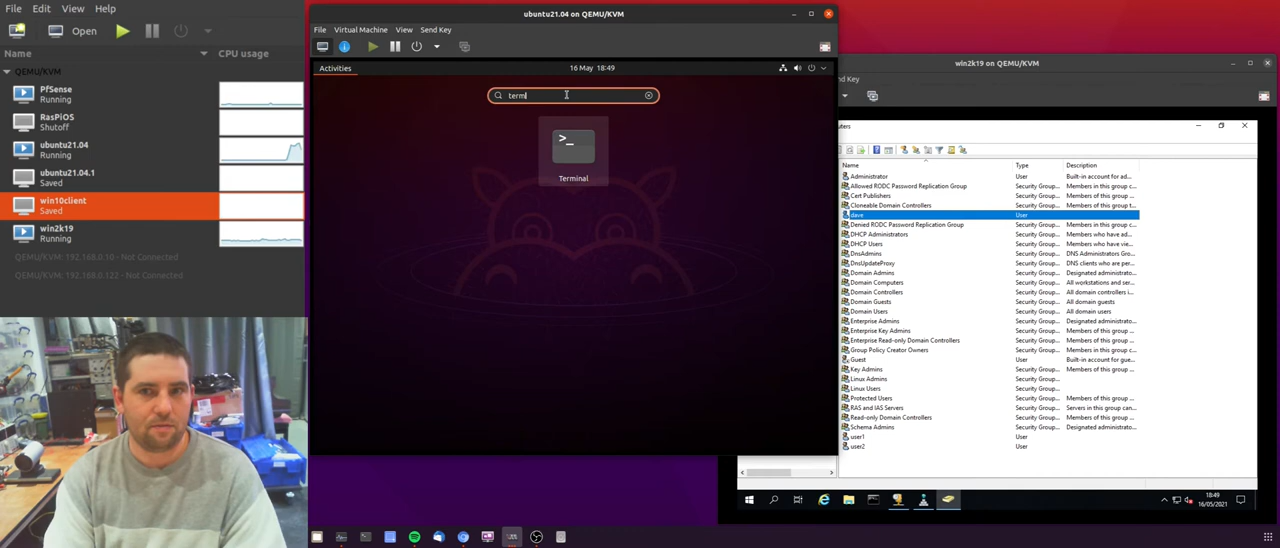 File Edit View Help
Open
Name CPU usage
QEMU/KVM
PfSense
Running
RasPiOS
Shutoff
ubuntu21.04
Running
ubuntu21.04.1
Saved
win10client
Saved
win2k19
Running
QEMU/KVM: 192.168.0.10 - Not Connected
QEMU/KVM: 192.168.0.122 - Not Connected
ubuntu21.04 on QEMU/KVM
File Virtual Machine View Send Key
Activities 16 May 18:49
term
>_
Terminal
win2k19 on QEMU/KVM
d Key
uters
Name Type Description
Administrator User Built-in account for ad...
Allowed RODC Password Replication Group Security Group... Members in this group c...
Cert Publishers Security Group... Members of this group ...
Cloneable Domain Controllers Security Group... Members of this group t...
dave User
Denied RODC Password Replication Group Security Group... Members in this group c...
DHCP Administrators Security Group... Members who have ad...
DHCP Users Security Group... Members who have vie...
DnsAdmins Security Group... DNS Administrators Gro...
DnsUpdateProxy Security Group... DNS clients who are per...
Domain Admins Security Group... Designated administrato...
Domain Computers Security Group... All workstations and ser...
Domain Controllers Security Group... All domain controllers i...
Domain Guests Security Group... All domain guests
Domain Users Security Group... All domain users
Enterprise Admins Security Group... Designated administrato...
Enterprise Key Admins Security Group... Members of this group ...
Enterprise Read-only Domain Controllers Security Group... Members of this group ...
Group Policy Creator Owners Security Group... Members in this group c...
Guest User Built-in account for gue...
Key Admins Security Group... Members of this group ...
Linux Admins Security Group...
Linux Users Security Group...
Protected Users Security Group... Members of this group ...
RAS and IAS Servers Security Group... Servers in this group can...
Read-only Domain Controllers Security Group... Members of this group ...
Schema Admins Security Group... Designated administrato...
user1 User
user2 User
18:49
16/05/2021